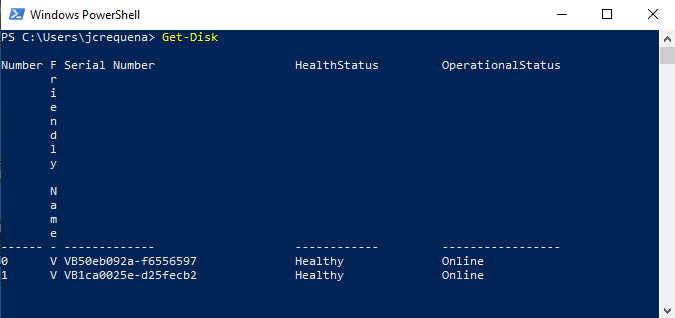 Windows PowerShell
PS C:\Users\jcrequena> Get-Disk
Number F Serial Number HealthStatus OperationalStatus
r
i
e
n
d
l
y
N
a
m
e
------ - ------------- ------------ -----------------
0 V VB50eb092a-f6556597 Healthy Online
1 V VB1ca0025e-d25fecb2 Healthy Online